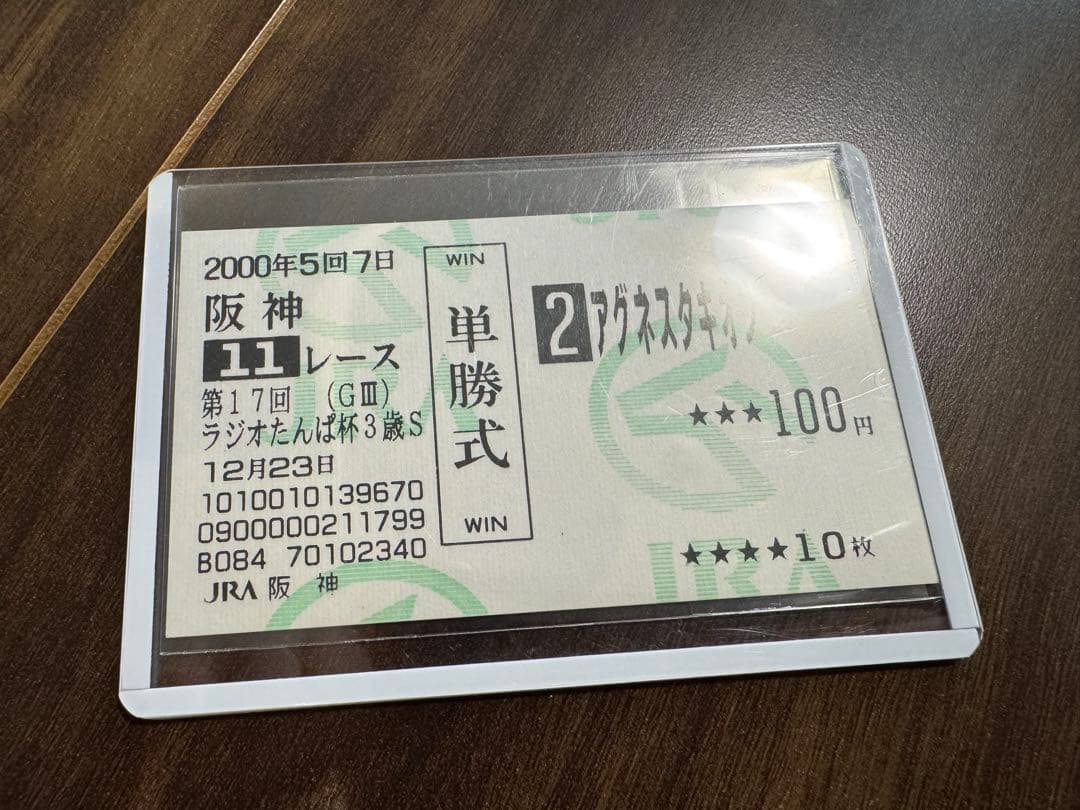 2000年5回7日
阪神
11レース
第17回 (GⅢ)
ラジオたんぱ杯3歳S
12月23日
1010010139670
0900000211799
B084 70102340
JRA 阪 神
WIN
単勝式
WIN
2 アグネスタキオン
★★★100円
★★★★10枚
JRA